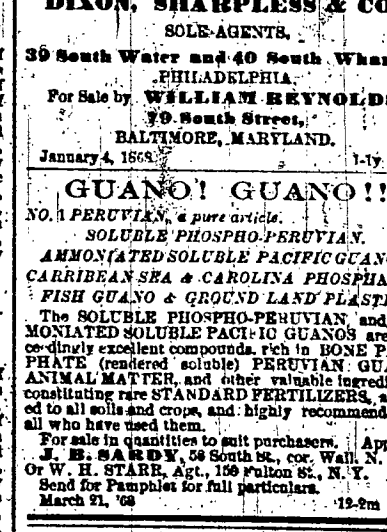 DIXON, SHARPLESS & CO
SOLE AGENTS,
39 South Water and 40 South Whar
PHILADELPHIA.
For Sale by WILLIAM REYNOLD
79 South Street,
BALTIMORE, MARYLAND.
January 4, 1868. 1-1y
GUANO! GUANO!!
NO. 1 PERUVIAN, a pure article.
SOLUBLE PHOSPHO-PERUVIAN.
AMMONIATED SOLUBLE PACIFIC GUAN
CARRIBEAN SEA & CAROLINA PHOSPHA
FISH GUANO & GROUND LAND PLAST
The SOLUBLE PHOSPHO-PERUVIAN and
MONIATED SOLUBLE PACIFIC GUANOS are
ceedingly excellent compounds, rich in BONE P
PHATE (rendered soluble) PERUVIAN GU
ANIMAL MATTER, and other valuable ingredi
constituting rare STANDARD FERTILIZERS, a
ed to all soils and crops, and highly recommend
all who have used them.
For sale in quantities to suit purchasers. Ap
J. B. SARDY, 58 South St., cor. Wall. N.
Or W. H. STARR, Agt., 159 Fulton St., N. Y.
Send for Pamphlet for full particulars.
March 21, '68 12-2m